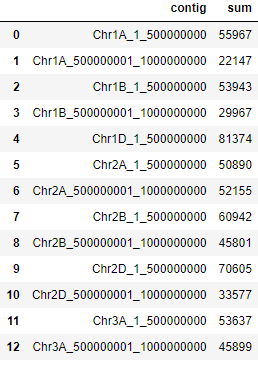 contig sum
0 Chr1A_1_500000000 55967
1 Chr1A_500000001_1000000000 22147
2 Chr1B_1_500000000 53943
3 Chr1B_500000001_1000000000 29967
4 Chr1D_1_500000000 81374
5 Chr2A_1_500000000 50890
6 Chr2A_500000001_1000000000 52155
7 Chr2B_1_500000000 60942
8 Chr2B_500000001_1000000000 45801
9 Chr2D_1_500000000 70605
10 Chr2D_500000001_1000000000 33577
11 Chr3A_1_500000000 53637
12 Chr3A_500000001_1000000000 45899